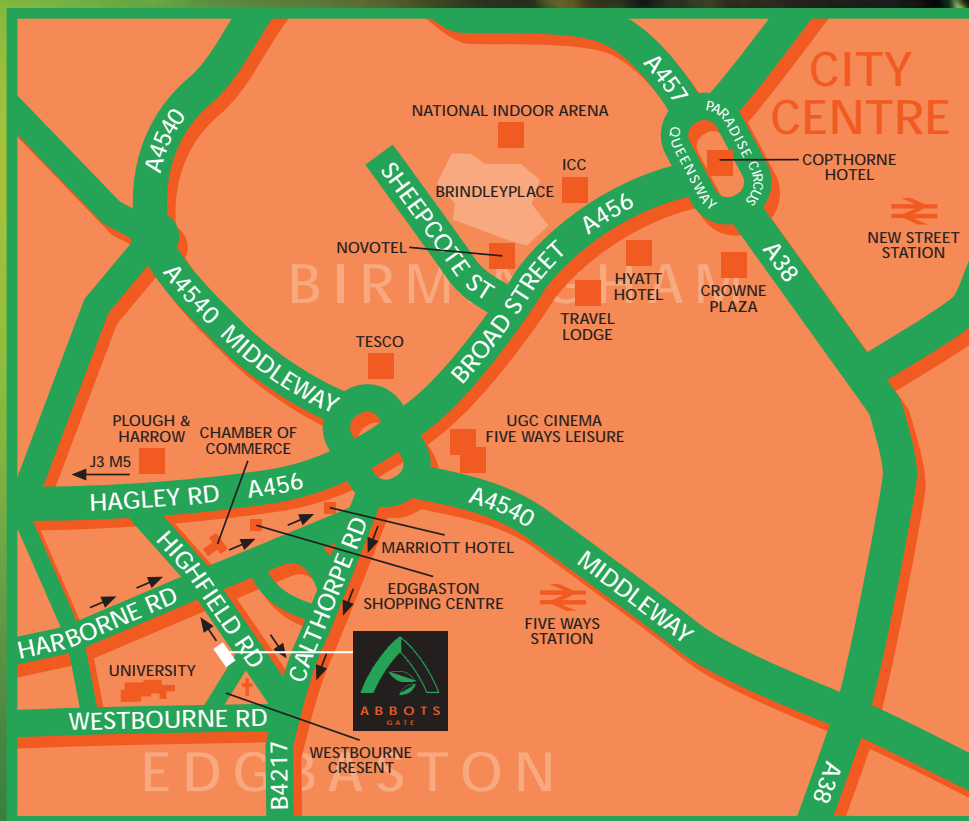 CITY
CENTRE
A457
PARADISE CIRCUS
QUEENSWAY
NATIONAL INDOOR ARENA
A4540
ICC
COPTHORNE
HOTEL
SHEEPCOTE ST
BRINDLEYPLACE
A456
NEW STREET
STATION
NOVOTEL
BROAD STREET
A38
BIRMINGHAM
HYATT
HOTEL
CROWNE
PLAZA
TRAVEL
LODGE
A4540 MIDDLEWAY
TESCO
PLOUGH &
HARROW
CHAMBER OF
COMMERCE
UGC CINEMA
FIVE WAYS LEISURE
J3 M5
HAGLEY RD A456
A4540
MIDDLEWAY
MARRIOTT HOTEL
HIGHFIELD RD
CALTHORPE RD
EDGBASTON
SHOPPING CENTRE
HARBORNE RD
FIVE WAYS
STATION
UNIVERSITY
ABBOTS
GATE
WESTBOURNE RD
WESTBOURNE
CRESENT
EDGBASTON
B4217
A38